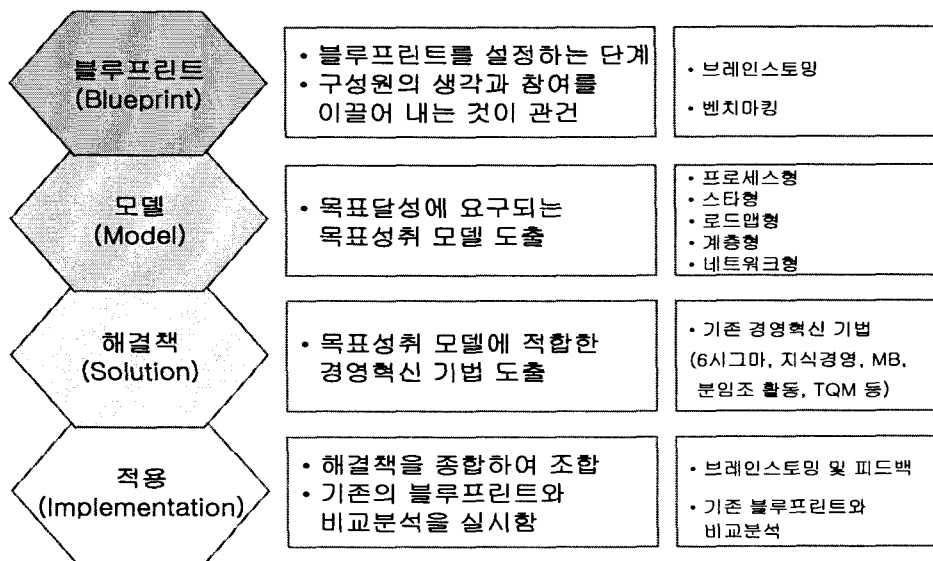 블루프린트
(Blueprint)
• 블루프린트를 설정하는 단계
• 구성원의 생각과 참여를
이끌어 내는 것이 관건
• 브레인스토밍
• 벤치마킹
모델
(Model)
• 목표달성에 요구되는
목표성취 모델 도출
• 프로세스형
• 스타형
• 로드맵형
• 계층형
• 네트워크형
해결책
(Solution)
• 목표성취 모델에 적합한
경영혁신 기법 도출
• 기존 경영혁신 기법
(6시그마, 지식경영, MB,
분임조 활동, TQM 등)
적용
(Implementation)
• 해결책을 종합하여 조합
• 기존의 블루프린트와
비교분석을 실시함
• 브레인스토밍 및 피드백
• 기존 블루프린트와
비교분석